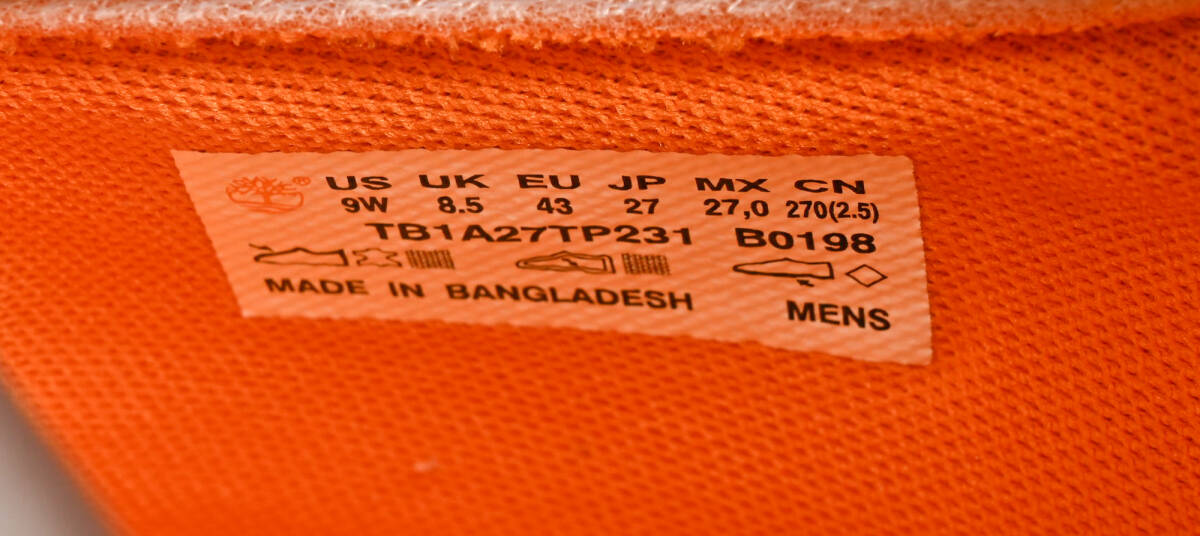 ® US UK EU JP MX CN
9W 8.5 43 27 27,0 270(2.5)
TB1A27TP231 B0198
MADE IN BANGLADESH MENS